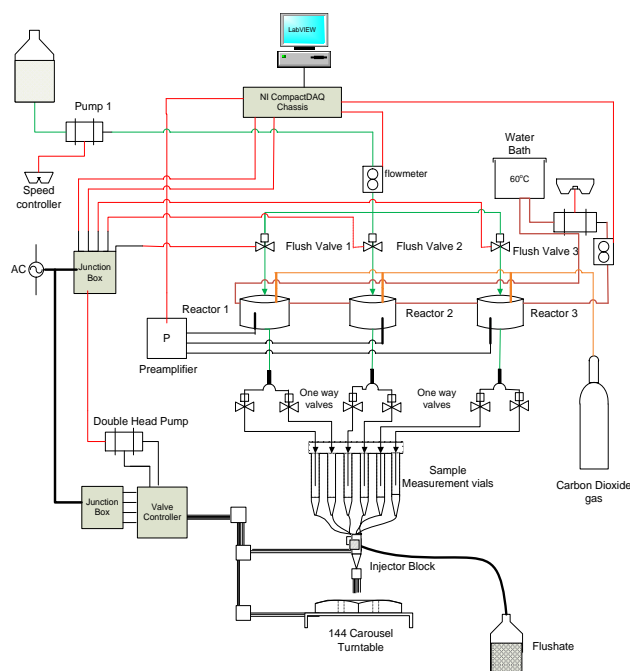 LabVIEW
NI CompactDAQ
Chassis
Pump 1
Speed
controller
flowmeter
Water
Bath
60°C
Flush Valve 1
Flush Valve 2
Flush Valve 3
AC
Junction
Box
Reactor 1
Reactor 2
Reactor 3
P
Preamplifier
One way
valves
One way
valves
Double Head Pump
Sample
Measurement vials
Carbon Dioxide
gas
Junction
Box
Valve
Controller
Injector Block
144 Carousel
Turntable
Flushate